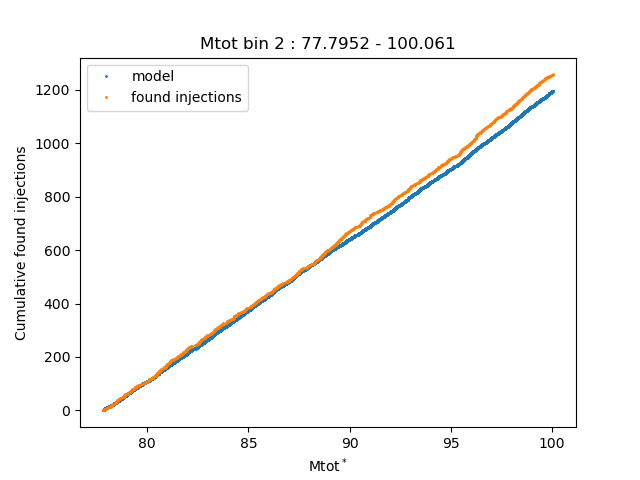 Mtot bin 2 : 77.7952 - 100.061
model
found injections
1200
1000
800
600
400
200
0
Cumulative found injections
80
85
90
95
100
Mtot*